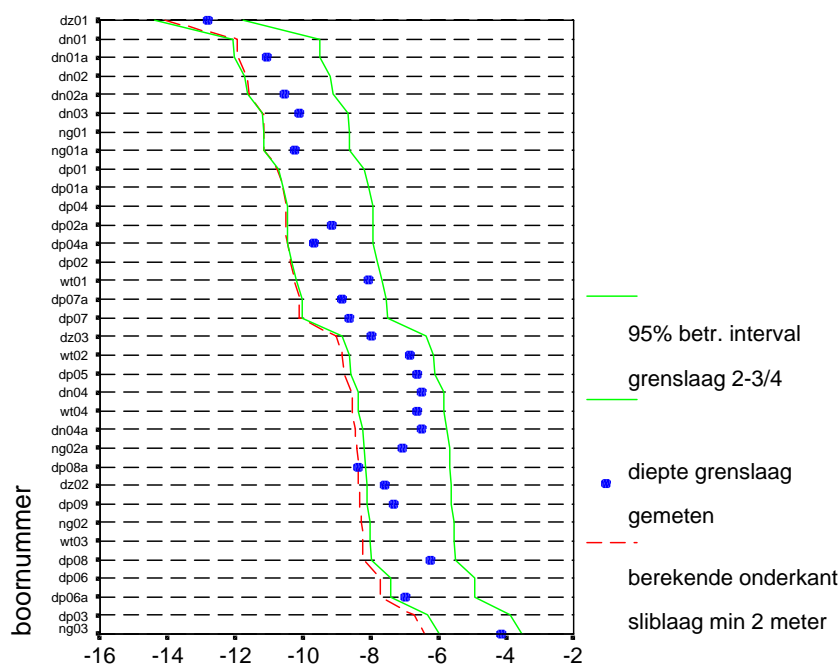 dz01
dn01
dn01a
dn02
dn02a
dn03
ng01
ng01a
dp01
dp01a
dp04
dp02a
dp04a
dp02
wt01
dp07a
dp07
dz03
wt02
dp05
dn04
wt04
dn04a
ng02a
dp08a
dz02
dp09
ng02
wt03
dp08
dp06
dp06a
dp03
ng03
boornummer
-16 -14 -12 -10 -8 -6 -4 -2
95% betr. interval
grenslaag 2-3/4
diepte grenslaag
gemeten
berekende onderkant
sliblaag min 2 meter